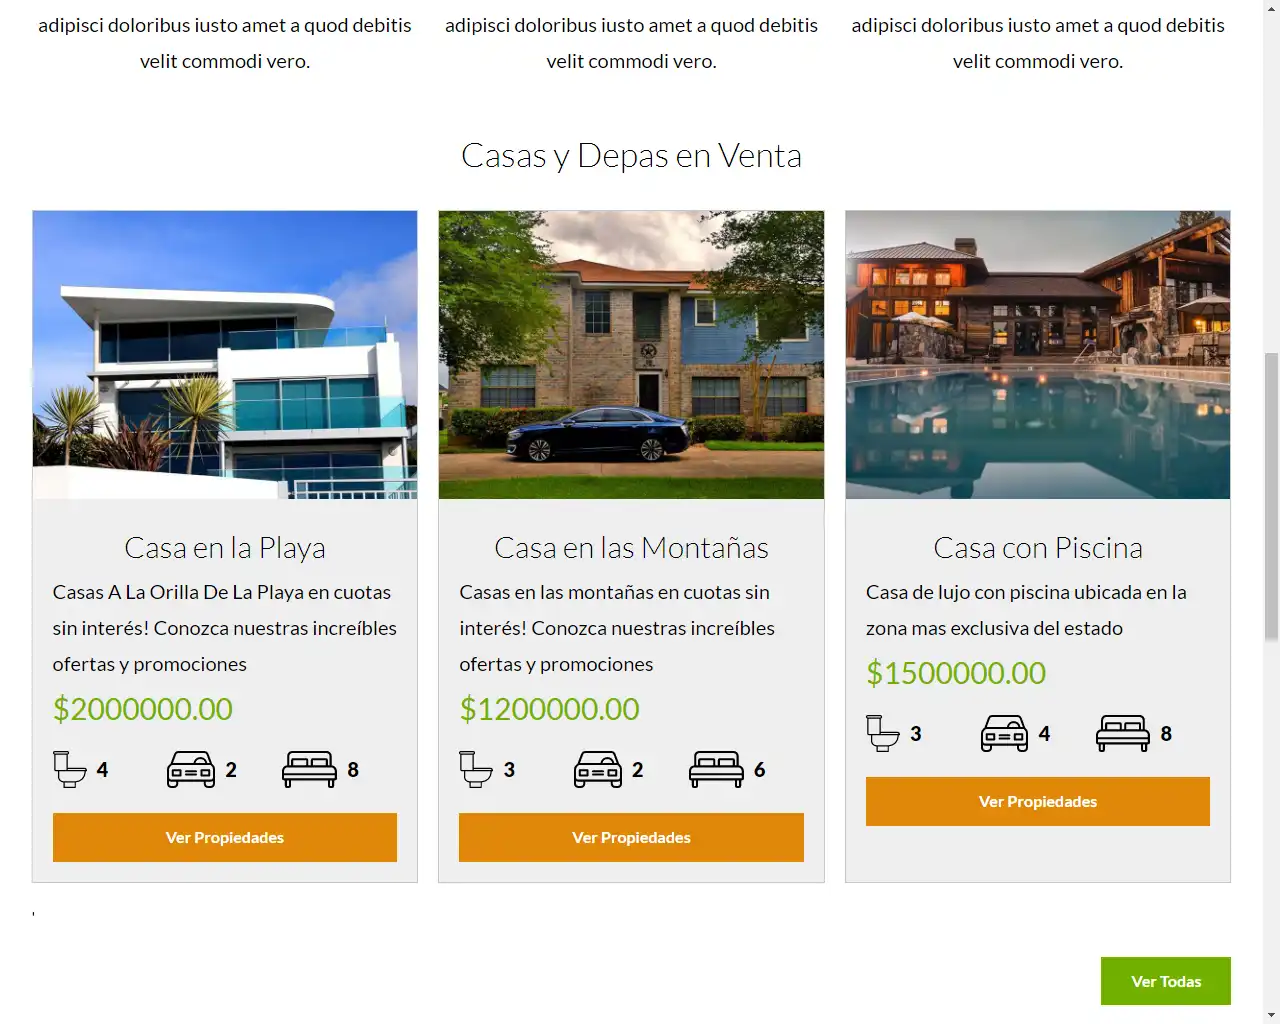 adipisci doloribus iusto amet a quod debitis
velit commodi vero.
adipisci doloribus iusto amet a quod debitis
velit commodi vero.
adipisci doloribus iusto amet a quod debitis
velit commodi vero.
Casas y Depas en Venta
Casa en la Playa
Casas A La Orilla De La Playa en cuotas
sin interés! Conozca nuestras increíbles
ofertas y promociones
$2000000.00
4 2 8
Ver Propiedades
Casa en las Montañas
Casas en las montañas en cuotas sin
interés! Conozca nuestras increíbles
ofertas y promociones
$1200000.00
3 2 6
Ver Propiedades
Casa con Piscina
Casa de lujo con piscina ubicada en la
zona mas exclusiva del estado
$1500000.00
3 4 8
Ver Propiedades
'
Ver Todas